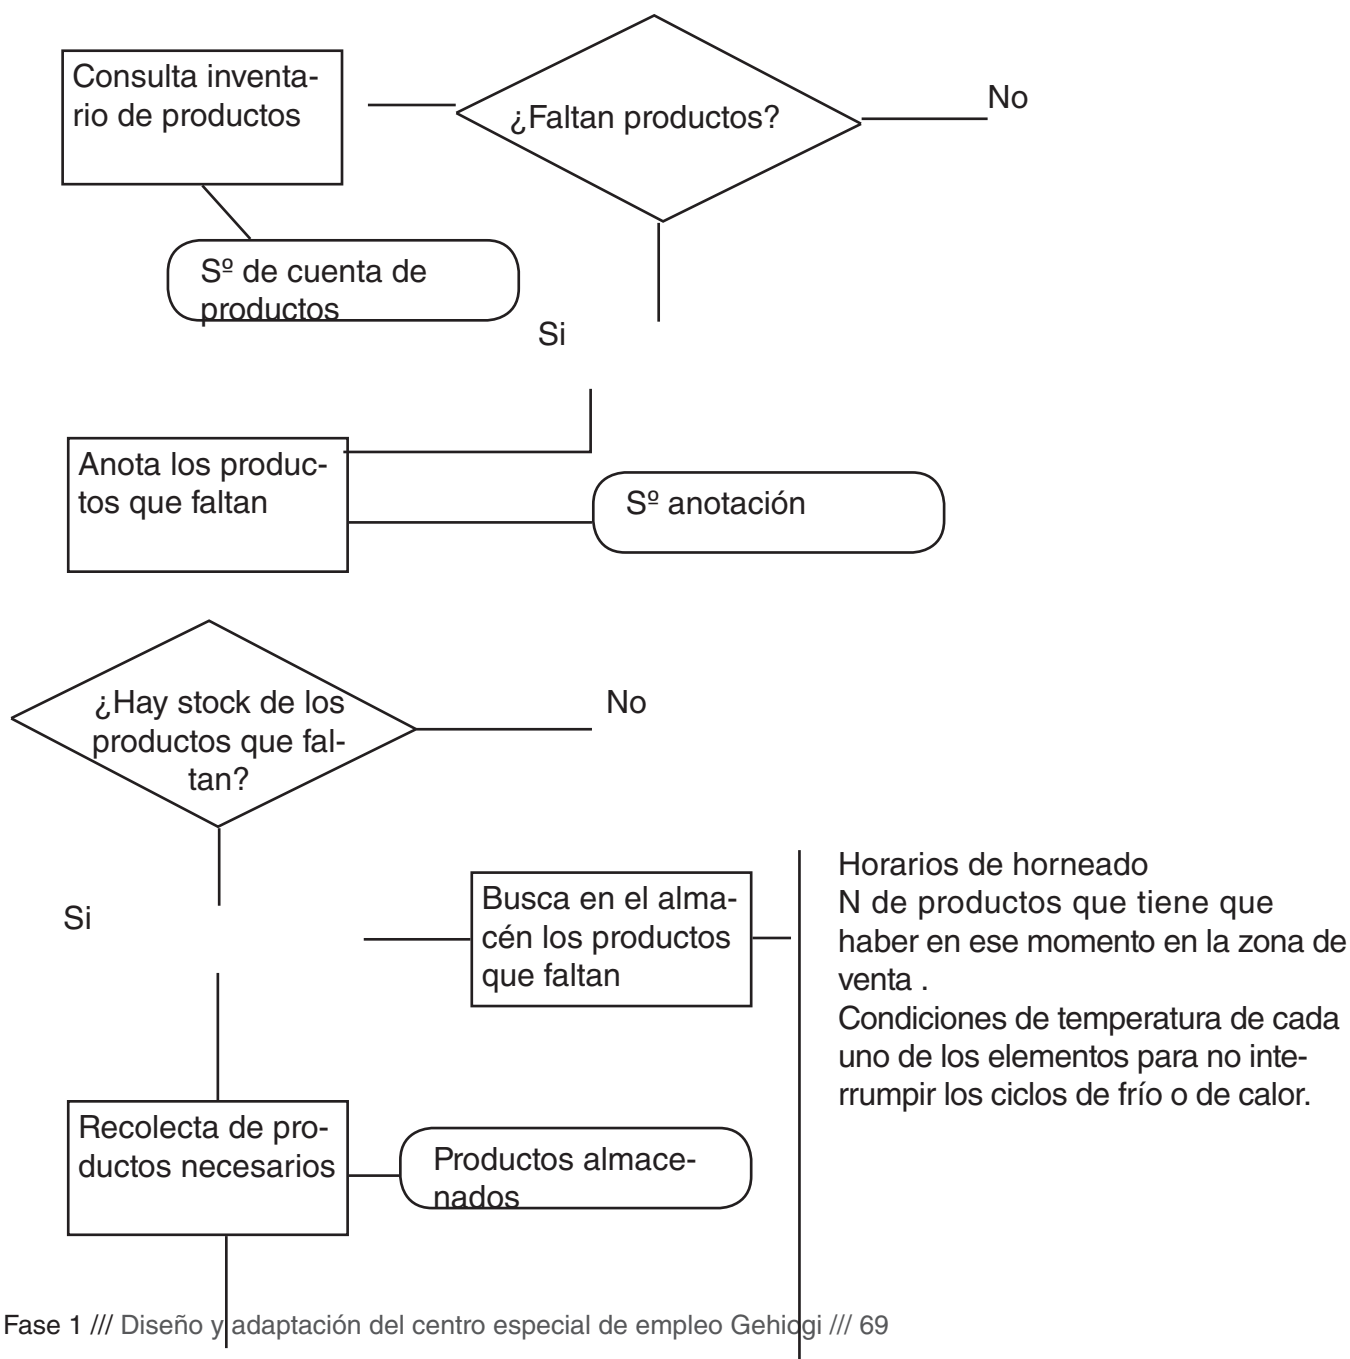 Consulta inventa-
rio de productos
¿Faltan productos?
No
Sº de cuenta de
productos
Si
Anota los produc-
tos que faltan
Sº anotación
¿Hay stock de los
productos que fal-
tan?
No
Si
Busca en el alma-
cén los productos
que faltan
Horarios de horneado
N de productos que tiene que
haber en ese momento en la zona de
venta .
Condiciones de temperatura de cada
uno de los elementos para no inte-
rrumpir los ciclos de frío o de calor.
Recolecta de pro-
ductos necesarios
Productos almace-
nados
Fase 1 /// Diseño y adaptación del centro especial de empleo Gehiogi /// 69